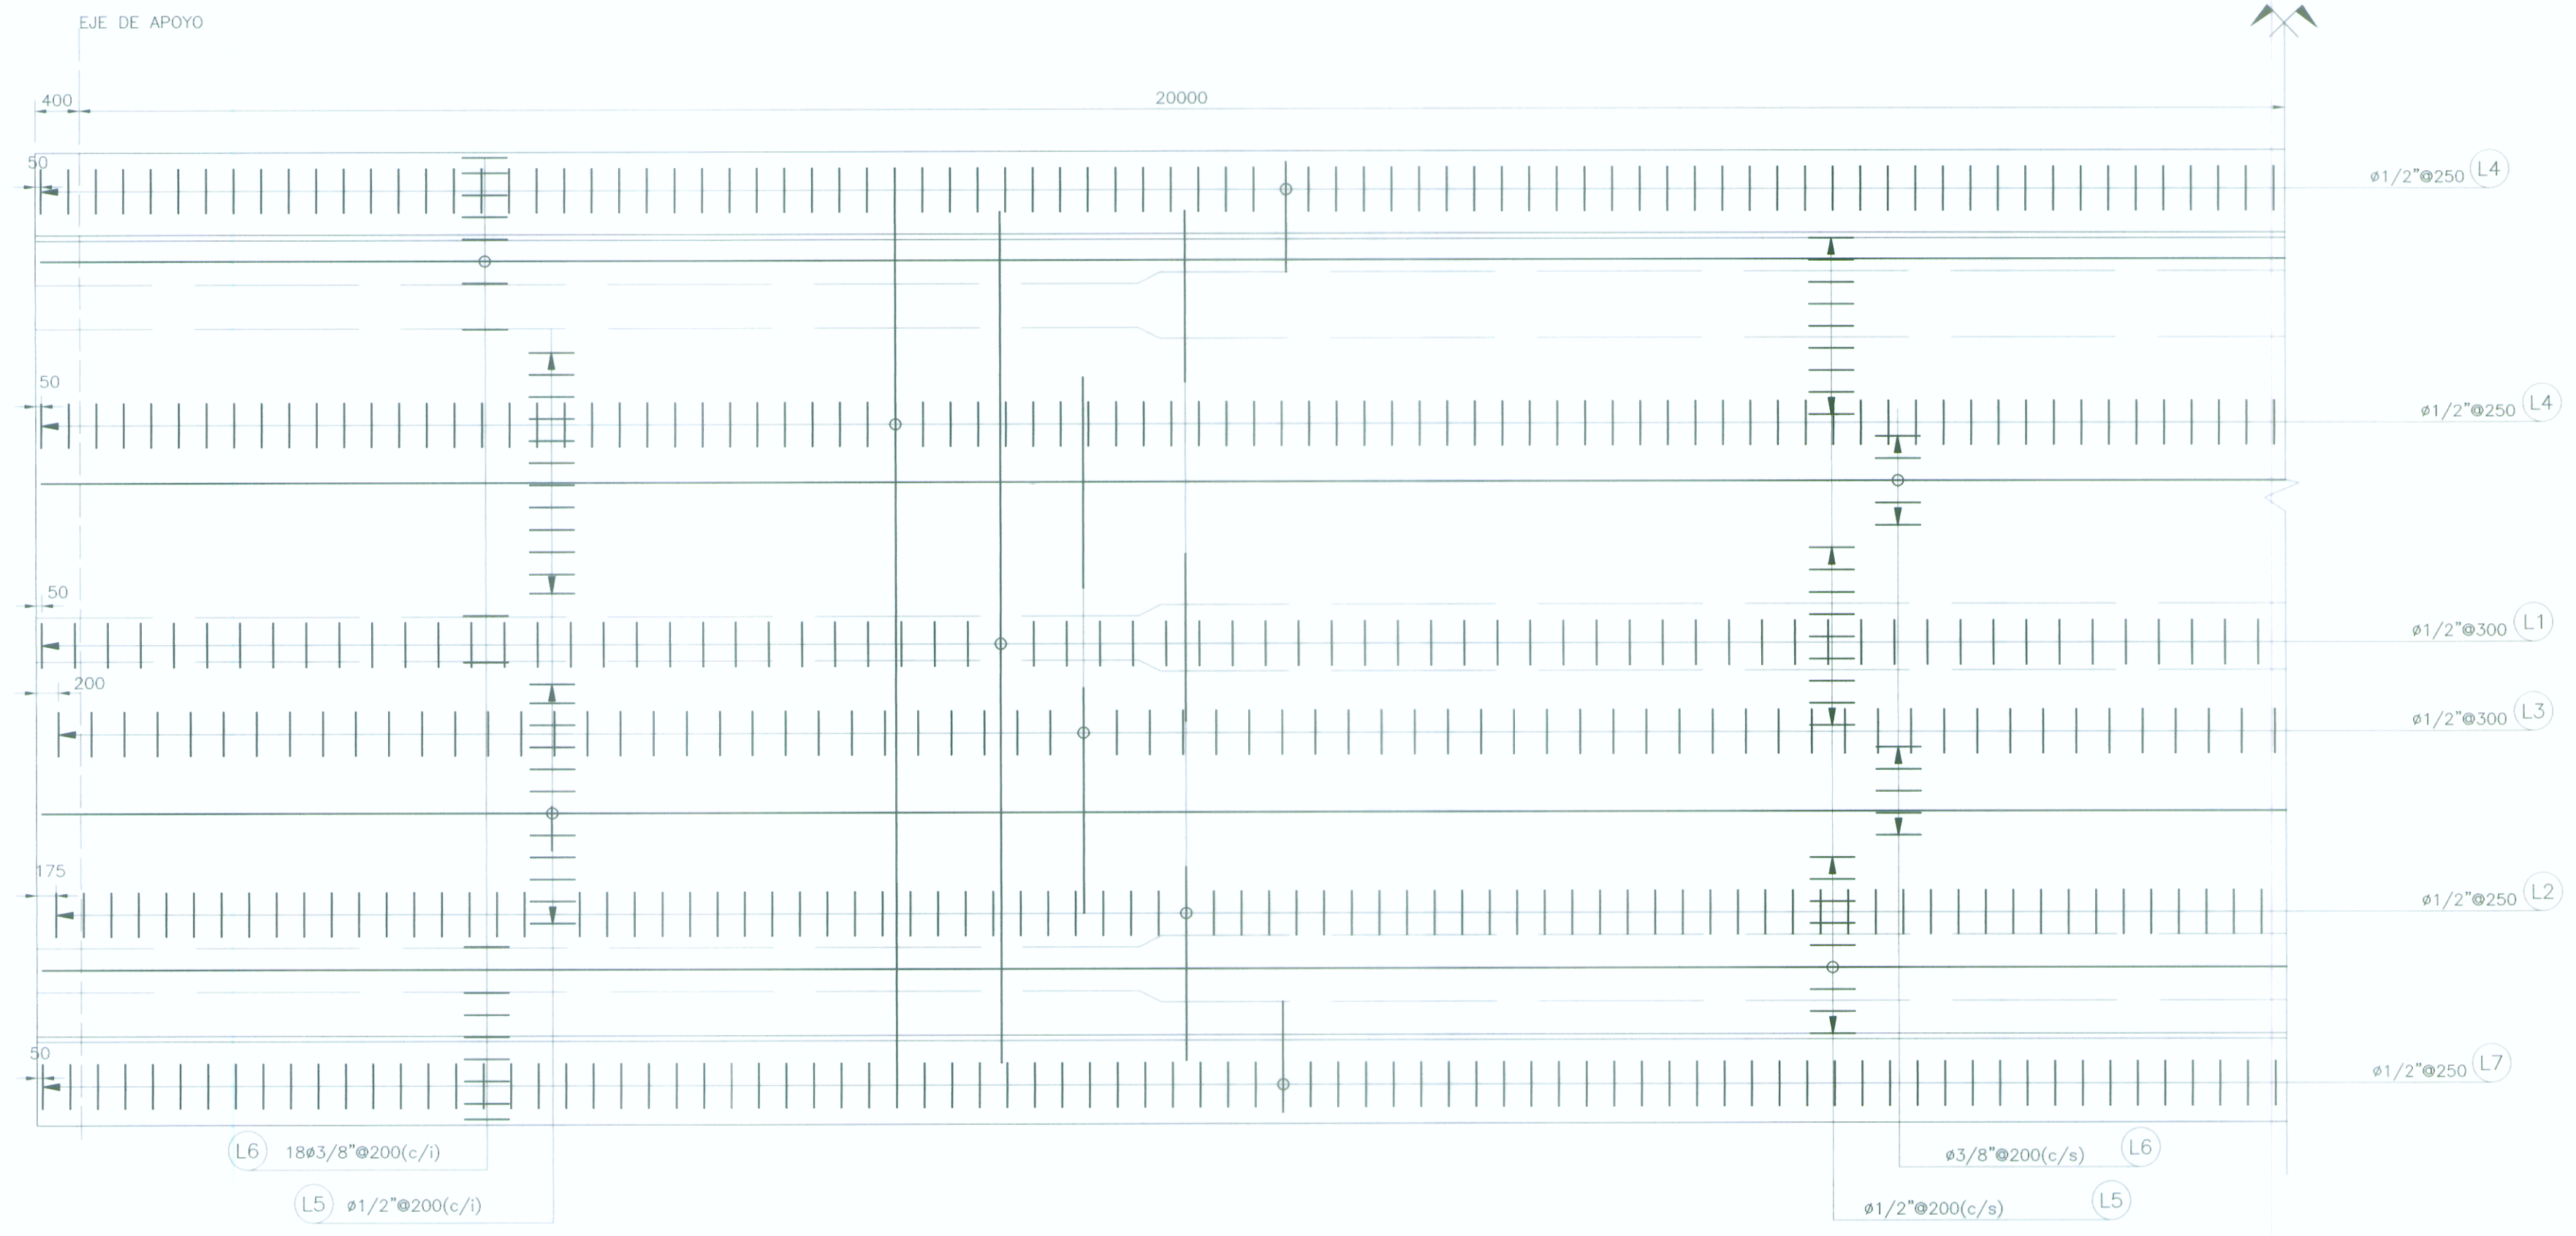 EJE DE APOYO
400
20000
50
ø1/2"@250 L4
50
ø1/2"@250 L4
50
ø1/2"@300 L1
200
ø1/2"@300 L3
175
ø1/2"@250 L2
50
ø1/2"@250 L7
L6 18ø3/8"@200(c/i)
ø3/8"@200(c/s) L6
L5 ø1/2"@200(c/i)
ø1/2"@200(c/s) L5